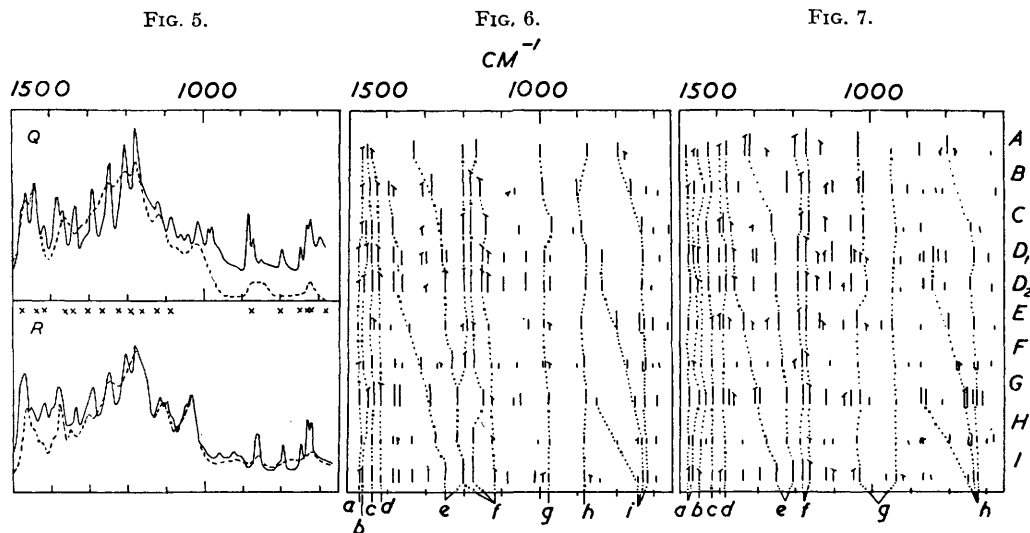 FIG. 5. FIG. 6. FIG. 7.
CM⁻¹
1500 1000 1500 1000 1500 1000
Q
A
B
C
D₁
D₂
E
F
G
H
I
× × × × × × × × × × × × × × × ×
R
a b c d e f g h i
a b c d e f g h